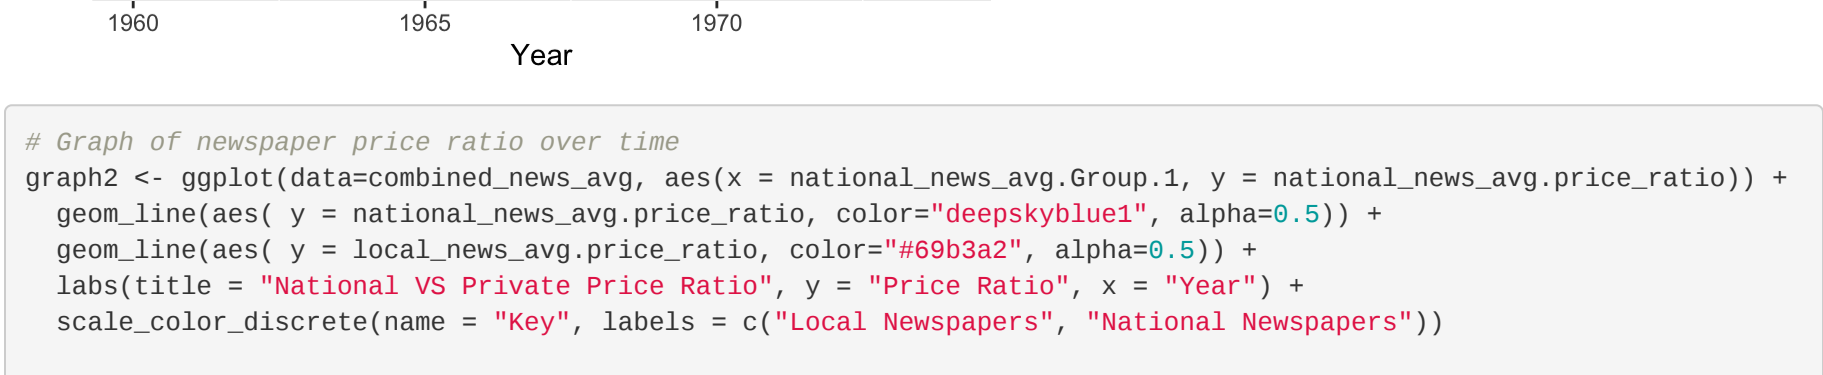 1960 1965 1970
Year
# Graph of newspaper price ratio over time
graph2 <- ggplot(data=combined_news_avg, aes(x = national_news_avg.Group.1, y = national_news_avg.price_ratio)) +
  geom_line(aes( y = national_news_avg.price_ratio, color="deepskyblue1", alpha=0.5)) +
  geom_line(aes( y = local_news_avg.price_ratio, color="#69b3a2", alpha=0.5)) +
  labs(title = "National VS Private Price Ratio", y = "Price Ratio", x = "Year") +
  scale_color_discrete(name = "Key", labels = c("Local Newspapers", "National Newspapers"))